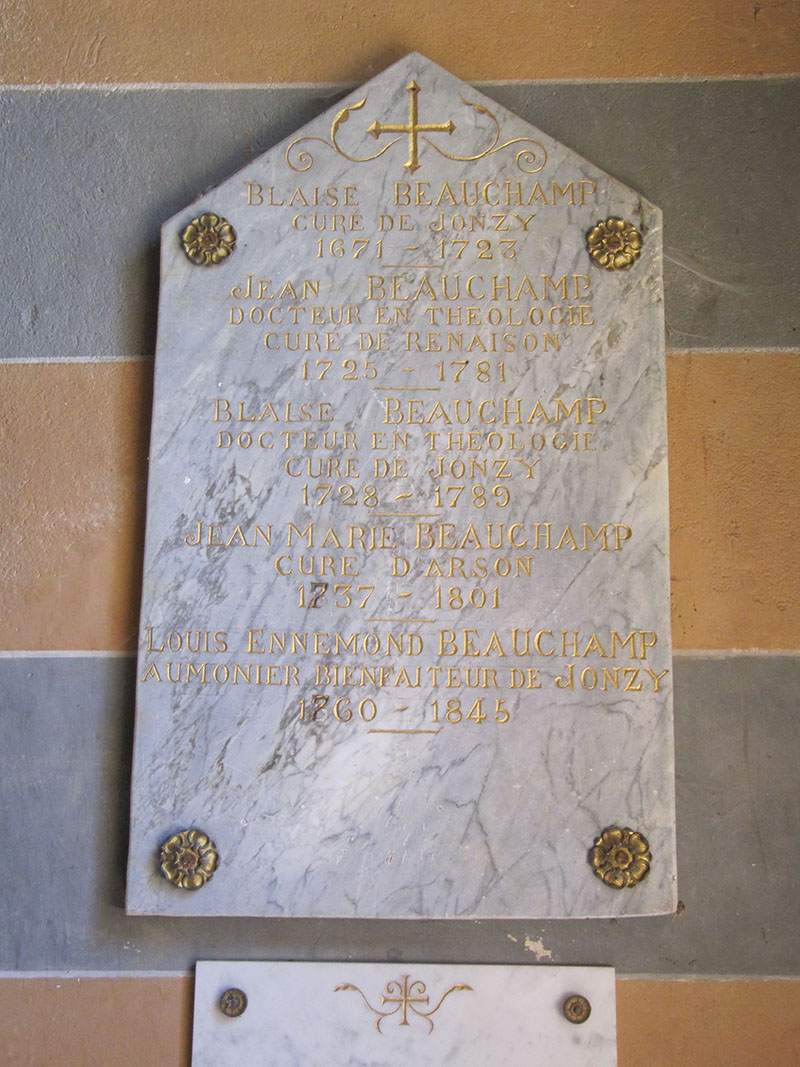 BLAISE BEAUCHAMP
CURE DE JONZY
1671 - 1723
JEAN BEAUCHAMP
DOCTEUR EN THEOLOGIE
CURE DE RENAISON
1725 - 1781
BLAISE BEAUCHAMP
DOCTEUR EN THEOLOGIE
CURE DE JONZY
1728 - 1789
JEAN MARIE BEAUCHAMP
CURE D'ARSON
1737 - 1801
LOUIS ENNEMOND BEAUCHAMP
AUMONIER BIENFAITEUR DE JONZY
1760 - 1845